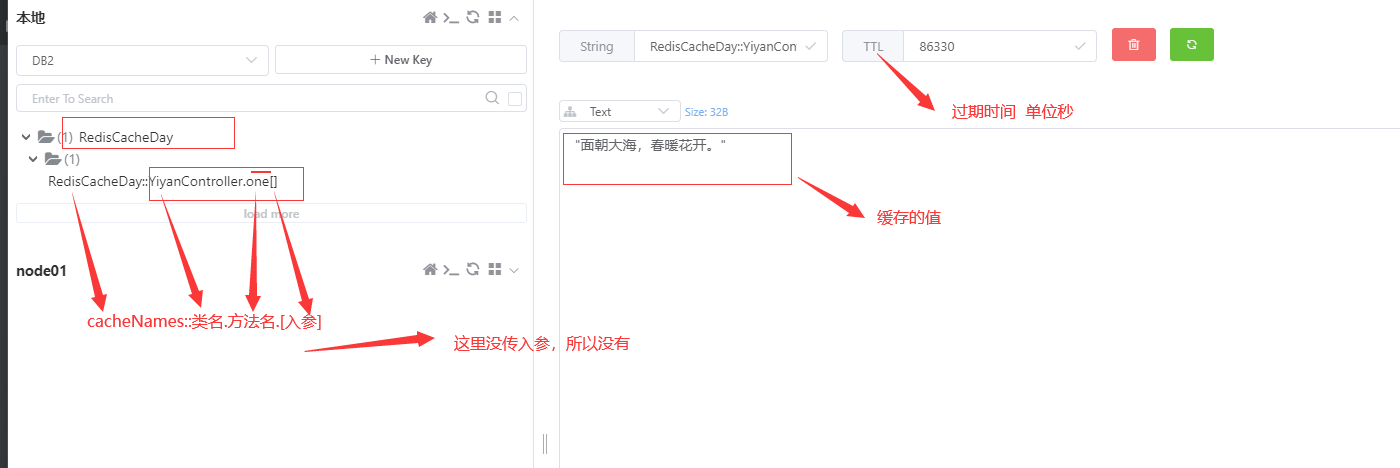 本地
DB2
+ New Key
Enter To Search
(1) RedisCacheDay
(1)
RedisCacheDay::YiyanController.one[]
load more
node01
cacheNames::类名.方法名.[入参]
这里没传入参，所以没有
String
RedisCacheDay::YiyanCon
TTL
86330
过期时间 单位秒
Text
Size: 32B
"面朝大海，春暖花开。"
缓存的值